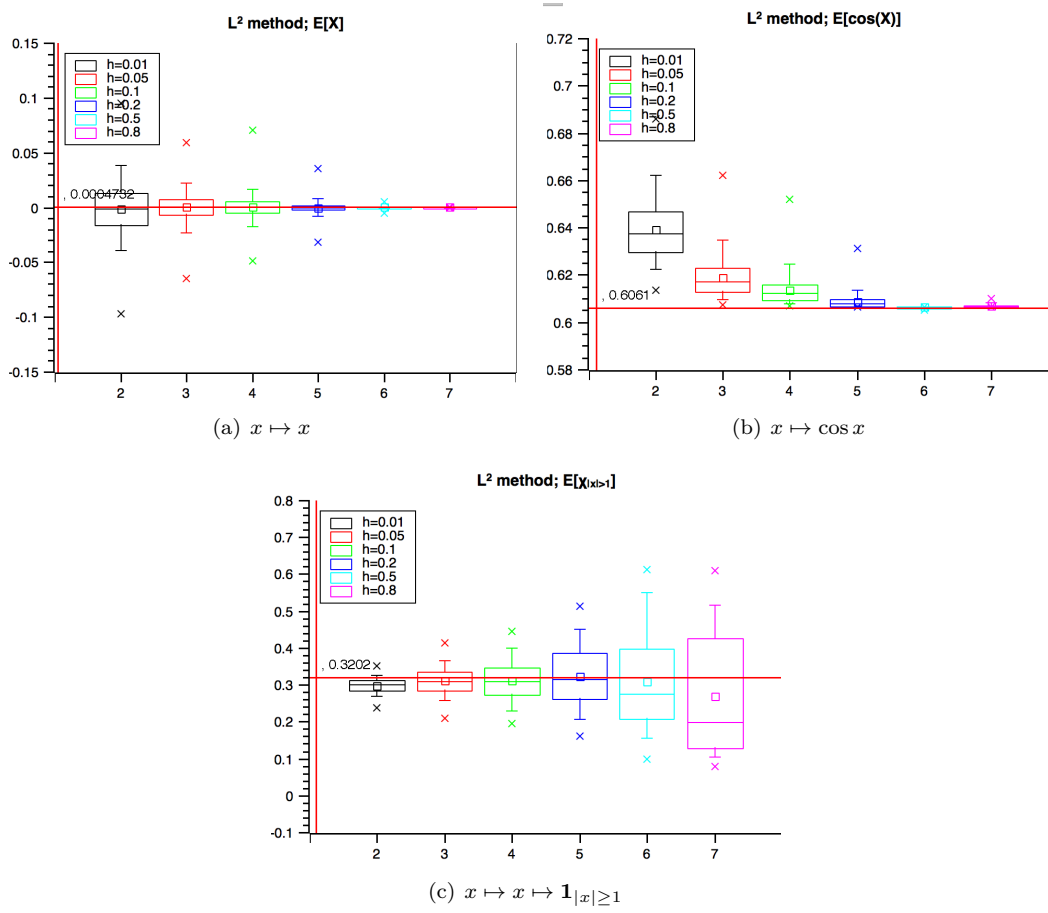 L² method; E[X]
0.15
0.1
0.05
0
-0.05
-0.1
-0.15
h=0.01
h=0.05
h=0.1
h=0.2
h=0.5
h=0.8
, 0.0004732
2 3 4 5 6 7
(a) x ↦ x
L² method; E[cos(X)]
0.72
0.7
0.68
0.66
0.64
0.62
0.6
0.58
h=0.01
h=0.05
h=0.1
h=0.2
h=0.5
h=0.8
, 0.6061
2 3 4 5 6 7
(b) x ↦ cos x
L² method; E[χ|x|>1]
0.8
0.7
0.6
0.5
0.4
0.3
0.2
0.1
0
-0.1
h=0.01
h=0.05
h=0.1
h=0.2
h=0.5
h=0.8
, 0.3202
2 3 4 5 6 7
(c) x ↦ x ↦ 1|x|≥1